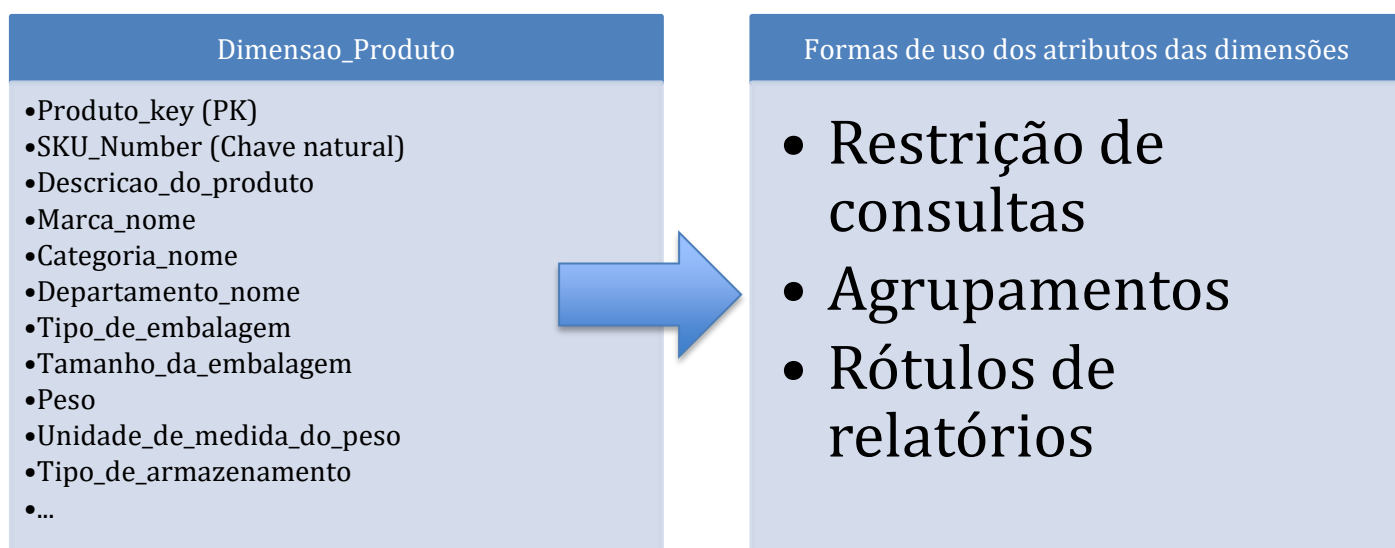 Dimensao_Produto
•Produto_key (PK)
•SKU_Number (Chave natural)
•Descricao_do_produto
•Marca_nome
•Categoria_nome
•Departamento_nome
•Tipo_de_embalagem
•Tamanho_da_embalagem
•Peso
•Unidade_de_medida_do_peso
•Tipo_de_armazenamento
•...
Formas de uso dos atributos das dimensões
• Restrição de
consultas
• Agrupamentos
• Rótulos de
relatórios